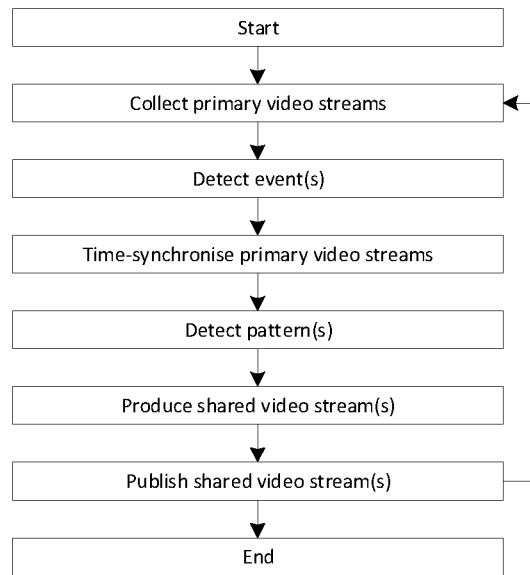 Start
Collect primary video streams
Detect event(s)
Time-synchronise primary video streams
Detect pattern(s)
Produce shared video stream(s)
Publish shared video stream(s)
End